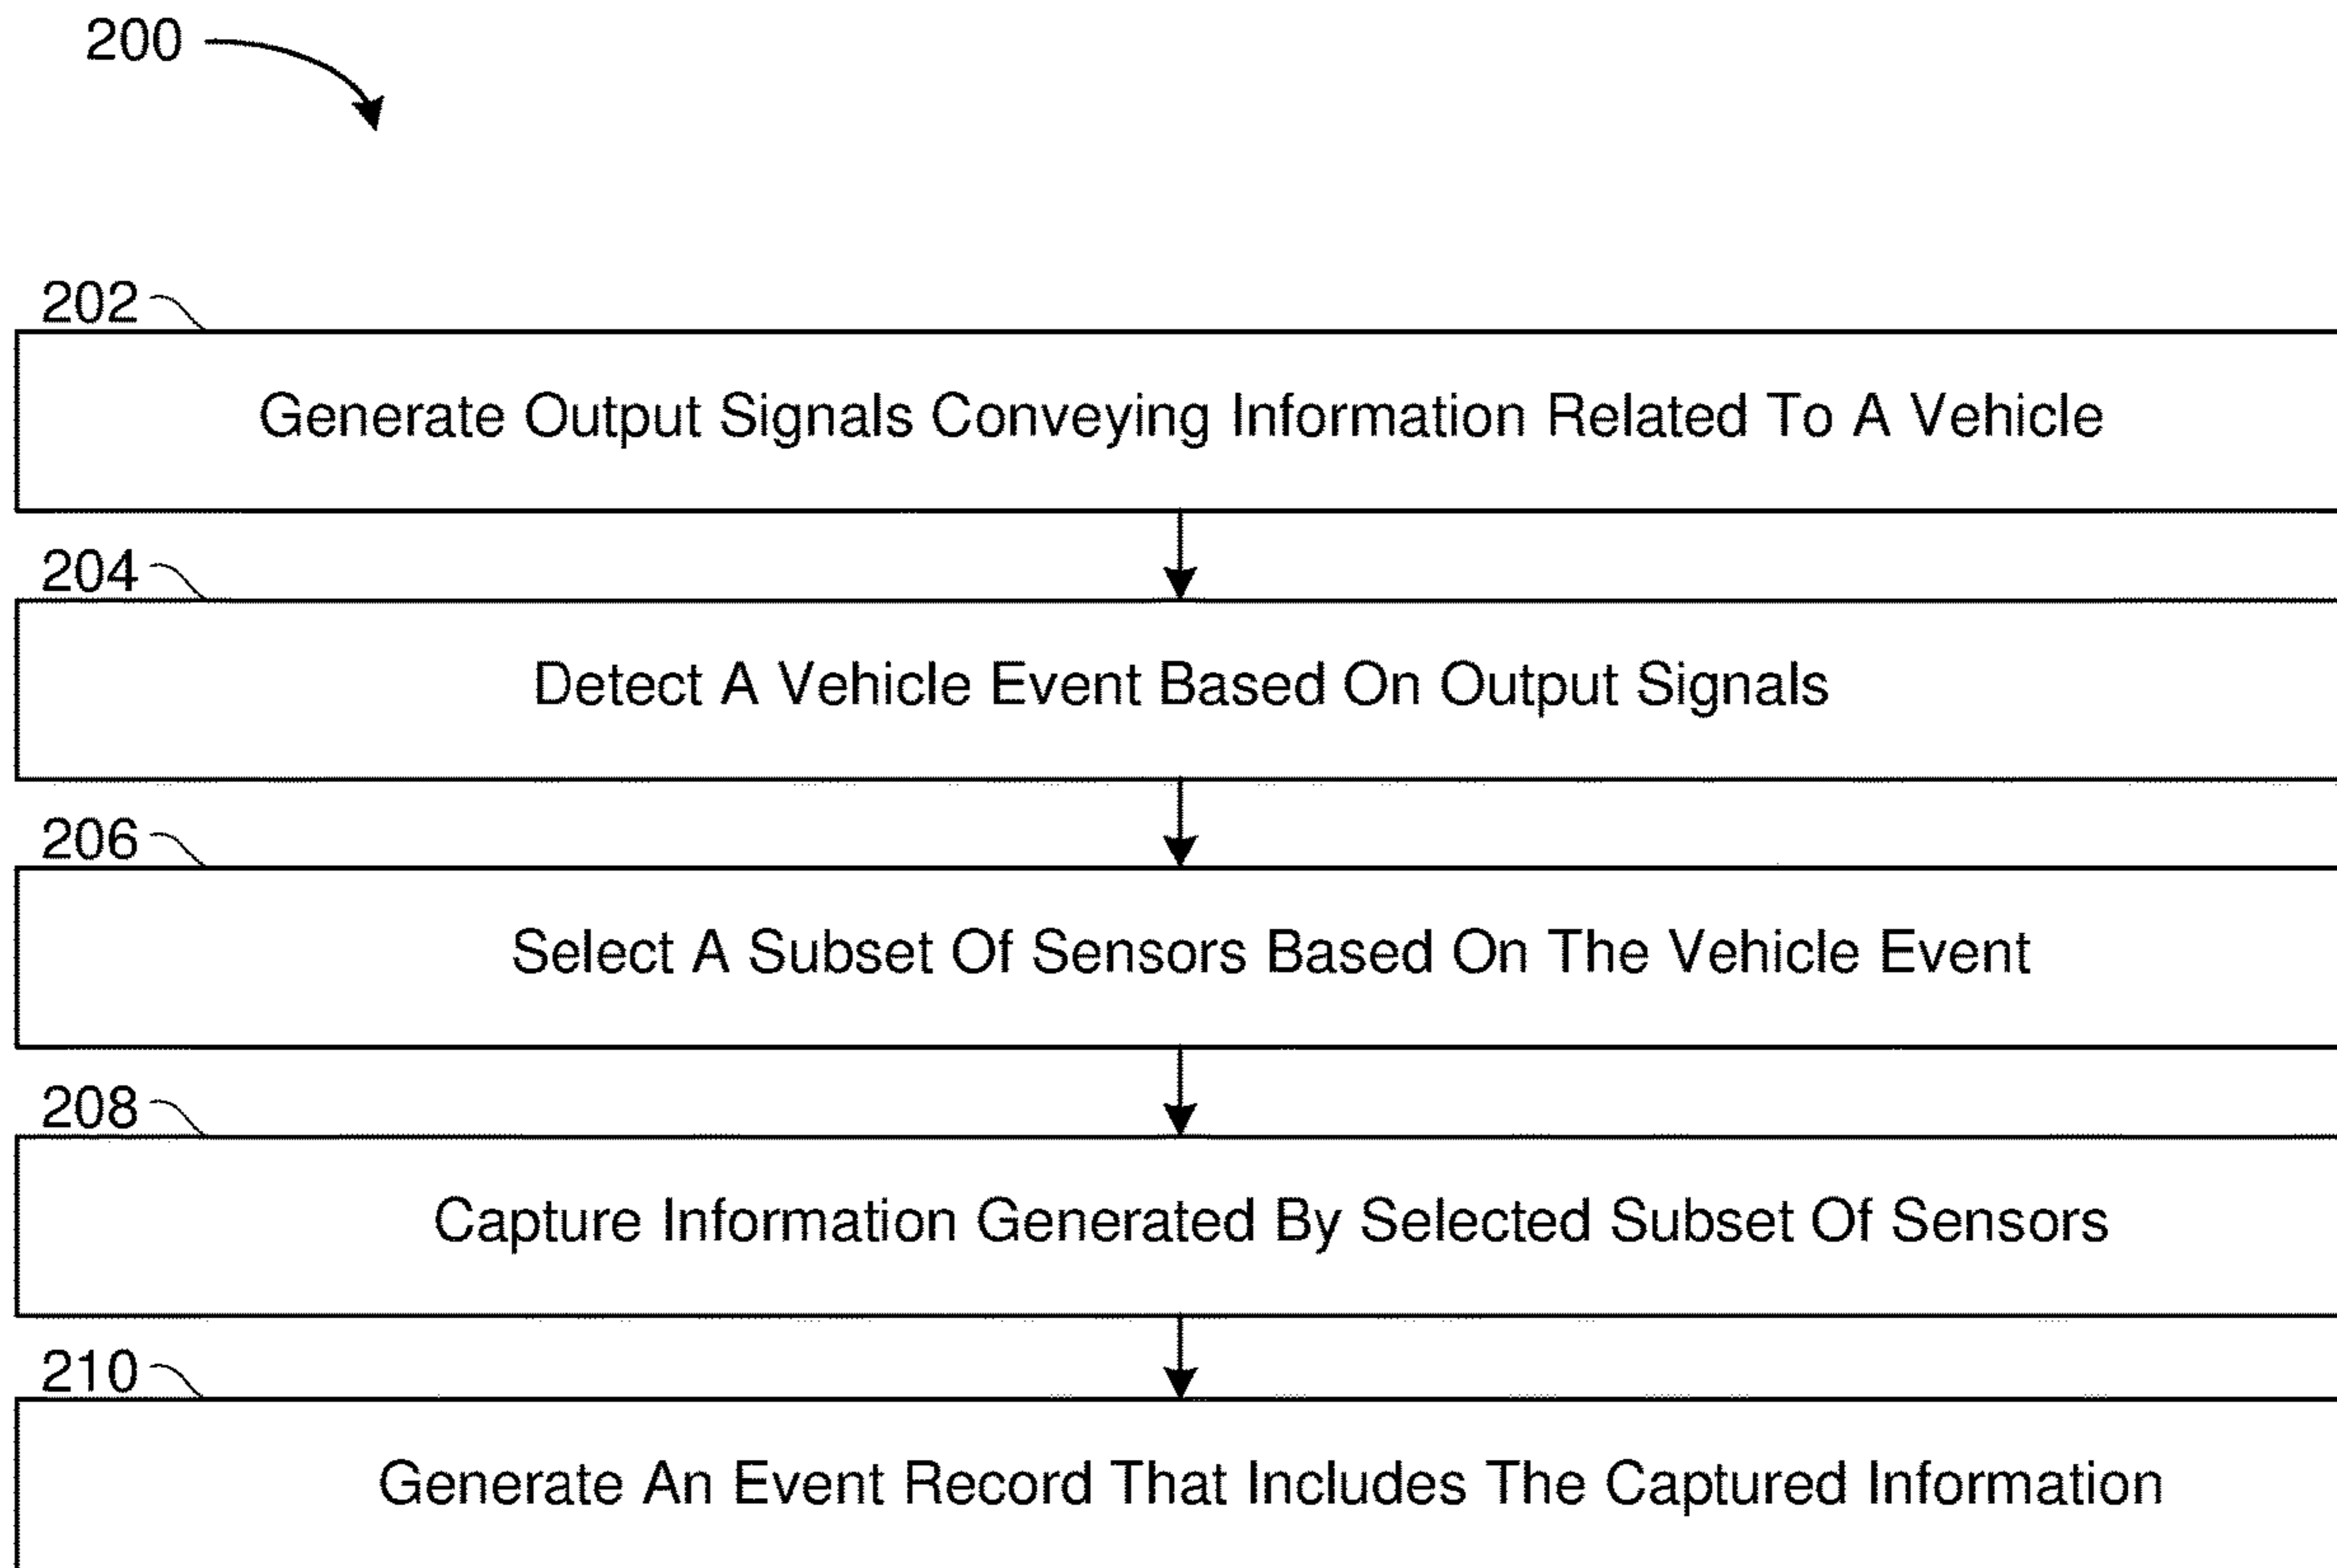 200
202
Generate Output Signals Conveying Information Related To A Vehicle
204
Detect A Vehicle Event Based On Output Signals
206
Select A Subset Of Sensors Based On The Vehicle Event
208
Capture Information Generated By Selected Subset Of Sensors
210
Generate An Event Record That Includes The Captured Information